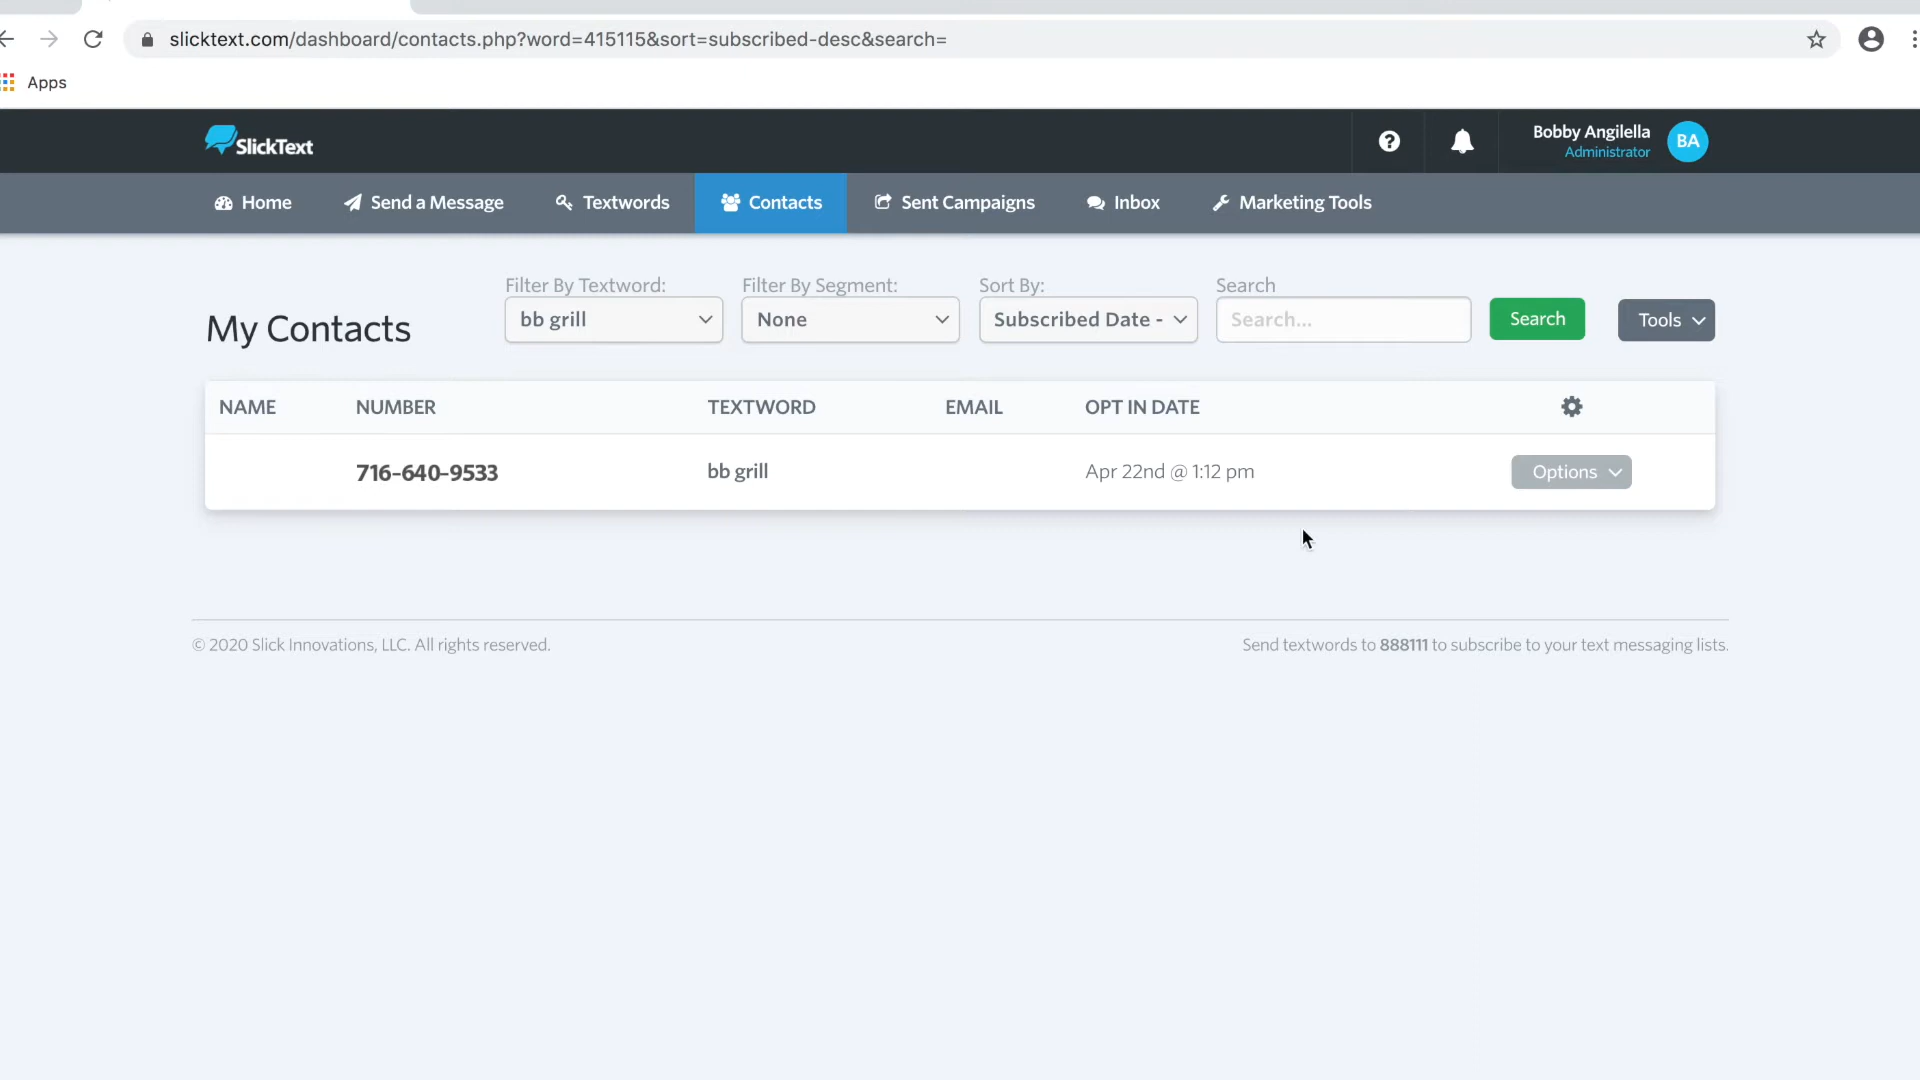 slicktext.com/dashboard/contacts.php?word=415115&sort=subscribed-desc&search=
Apps
SlickText
?
Bobby Angilella
Administrator
BA
Home
Send a Message
Textwords
Contacts
Sent Campaigns
Inbox
Marketing Tools
My Contacts
Filter By Textword:
bb grill
Filter By Segment:
None
Sort By:
Subscribed Date -
Search
Search...
Search
Tools
NAME NUMBER TEXTWORD EMAIL OPT IN DATE
716-640-9533 bb grill Apr 22nd @ 1:12 pm Options
© 2020 Slick Innovations, LLC. All rights reserved.
Send textwords to 888111 to subscribe to your text messaging lists.